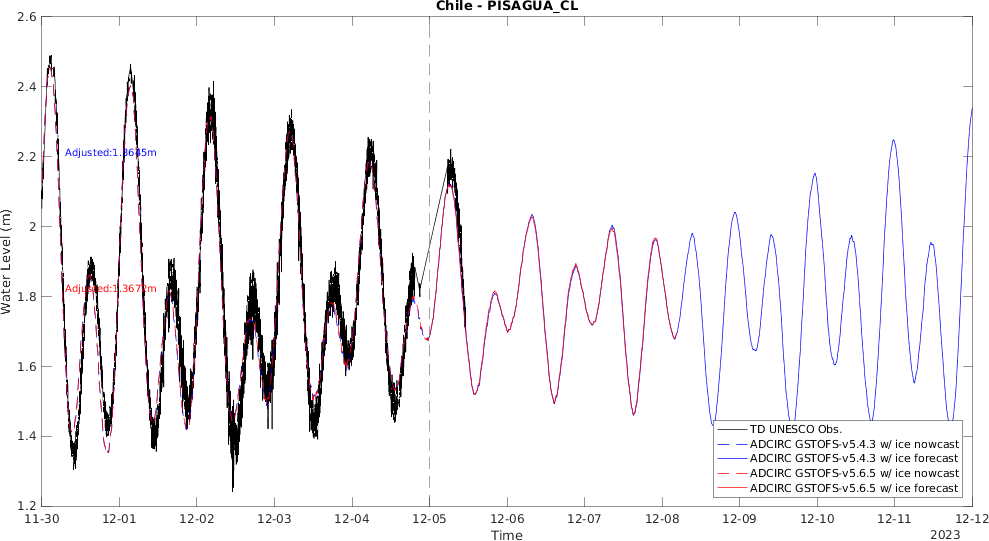 Chile - PISAGUA_CL
2.6
2.4
2.2
2
1.8
1.6
1.4
1.2
Water Level (m)
Adjusted:1.3645m
Adjusted:1.3672m
TD UNESCO Obs.
ADCIRC GSTOFS-v5.4.3 w/ ice nowcast
ADCIRC GSTOFS-v5.4.3 w/ ice forecast
ADCIRC GSTOFS-v5.6.5 w/ ice nowcast
ADCIRC GSTOFS-v5.6.5 w/ ice forecast
11-30 12-01 12-02 12-03 12-04 12-05 12-06 12-07 12-08 12-09 12-10 12-11 12-12
Time
2023